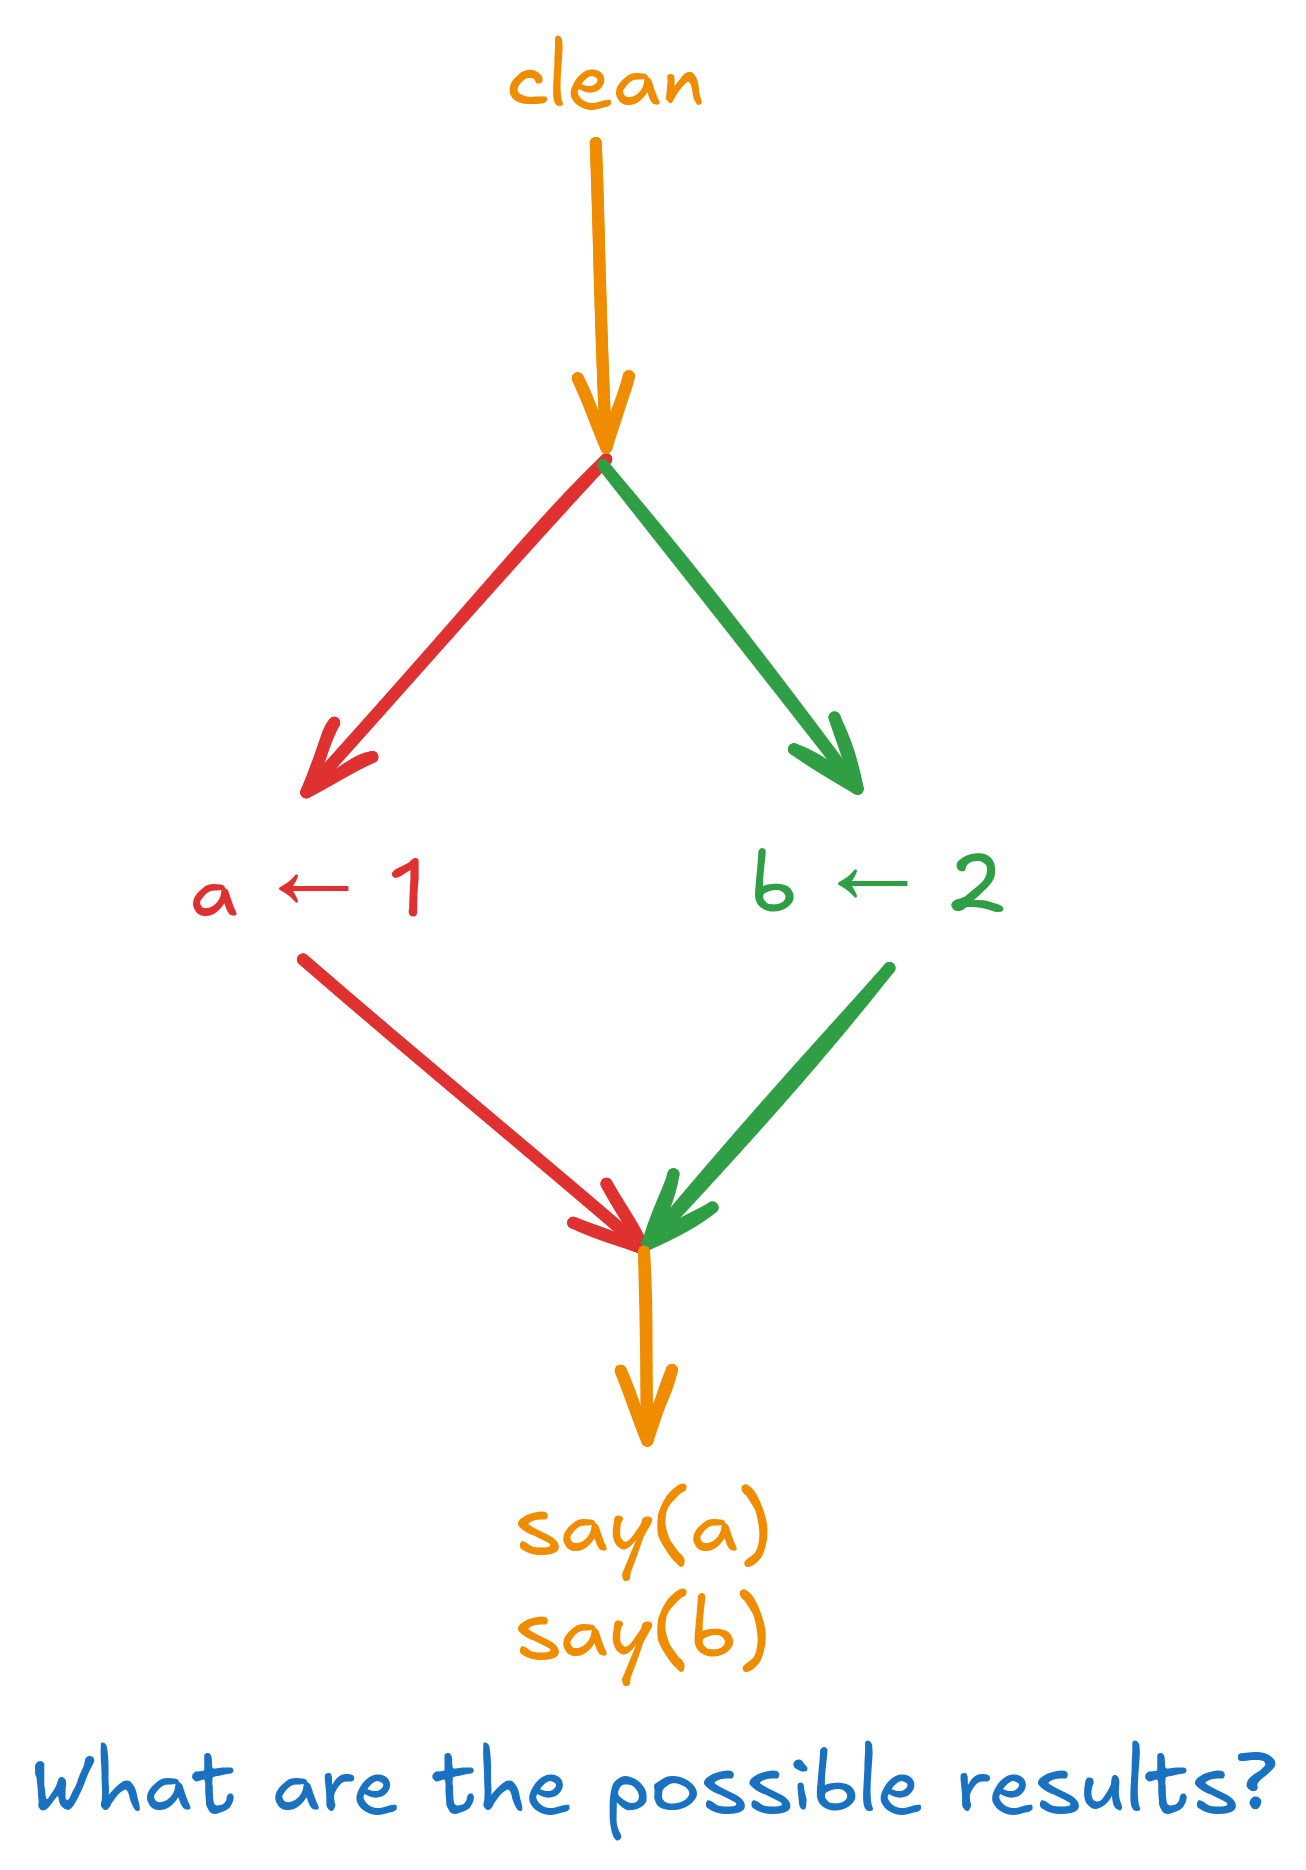 clean
a ← 1
b ← 2
say(a)
say(b)
What are the possible results?